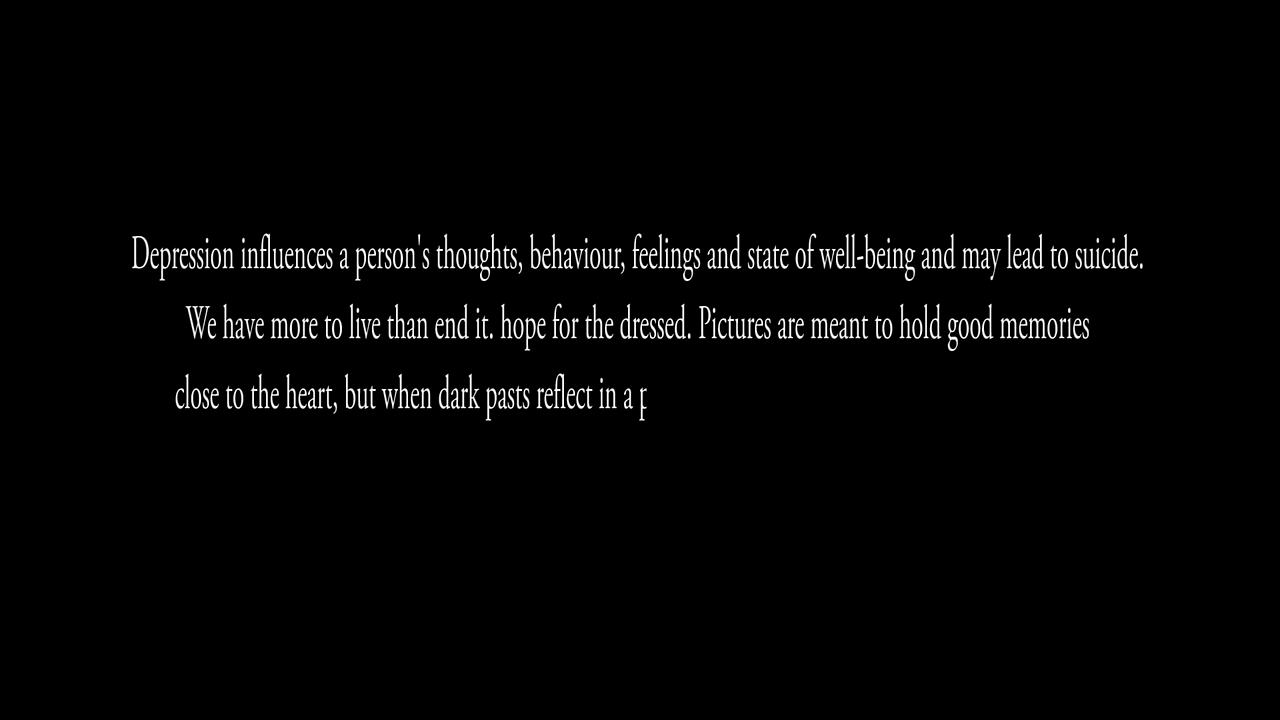 Depression influences a person's thoughts, behaviour, feelings and state of well-being and may lead to suicide.
We have more to live than end it. hope for the dressed. Pictures are meant to hold good memories
close to the heart, but when dark pasts reflect in a p